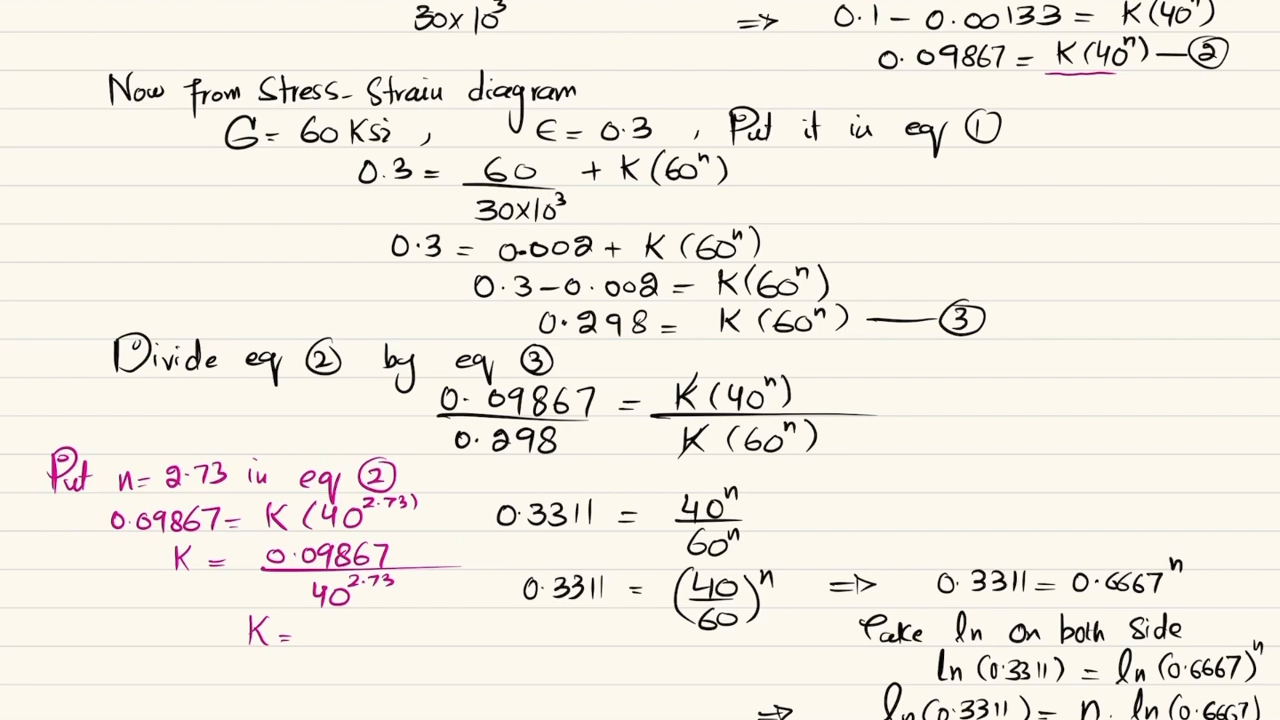 30×10³
⇒ 0.1 − 0.00133 = K(40ⁿ)
0.09867 = K(40ⁿ) — ②
Now from Stress-Strain diagram
σ = 60 Ksi , ϵ = 0.3 , Put it in eq ①
0.3 = 60/30×10³ + K(60ⁿ)
0.3 = 0.002 + K(60ⁿ)
0.3 − 0.002 = K(60ⁿ)
0.298 = K(60ⁿ) — ③
Divide eq ② by eq ③
0.09867/0.298 = K(40ⁿ)/K(60ⁿ)
Put n = 2.73 in eq ②
0.09867 = K(40^2.73)
K = 0.09867/40^2.73
K =
0.3311 = 40ⁿ/60ⁿ
0.3311 = (40/60)ⁿ ⇒ 0.3311 = 0.6667ⁿ
Take ln on both side
ln(0.3311) = ln(0.6667)ⁿ
⇒ ln(0.3311) = n. ln(0.6667)